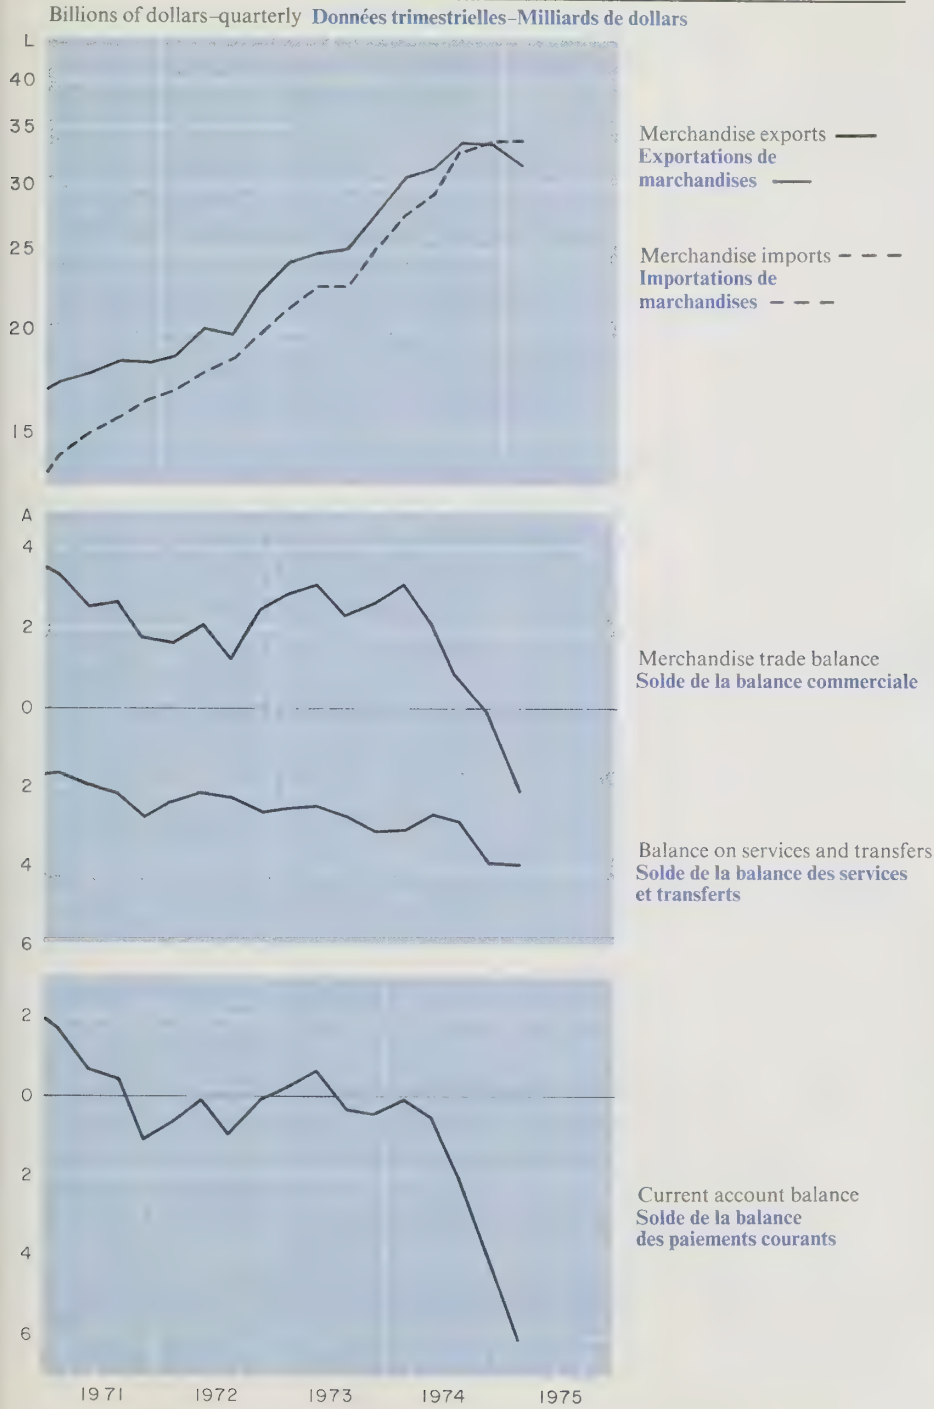 Billions of dollars–quarterly Données trimestrielles–Milliards de dollars
L
40
35
30
25
20
15
Merchandise exports
Exportations de
marchandises
Merchandise imports
Importations de
marchandises
A
4
2
0
2
4
6
Merchandise trade balance
Solde de la balance commerciale
Balance on services and transfers
Solde de la balance des services
et transferts
2
0
2
4
6
Current account balance
Solde de la balance
des paiements courants
1971 1972 1973 1974 1975